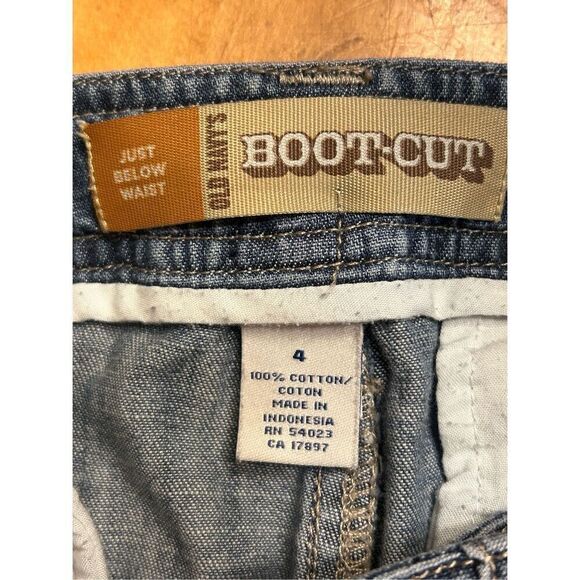 JUST
BELOW
WAIST
OLD NAVY'S
BOOT-CUT
4
100% COTTON/
COTON
MADE IN
INDONESIA
RN 54023
CA 17897